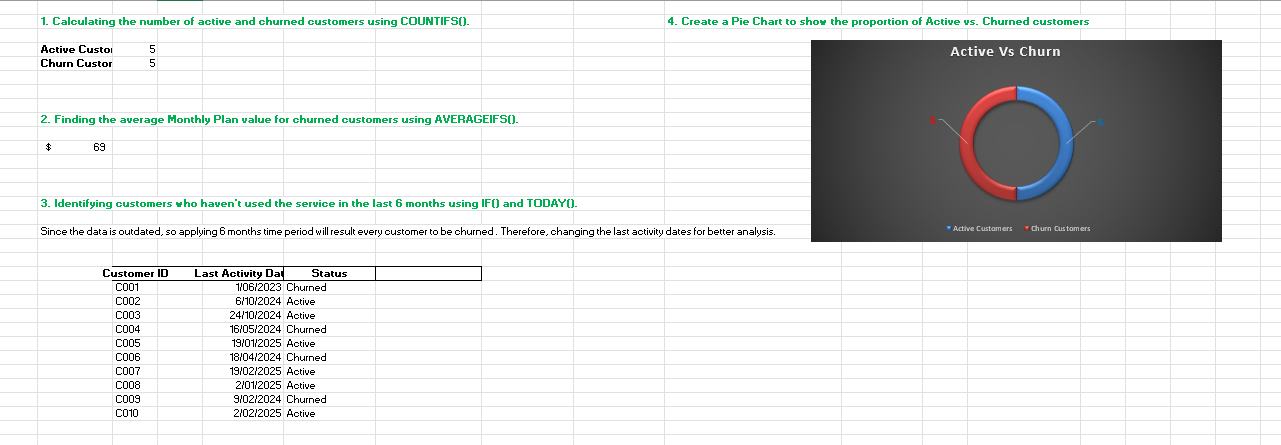 1. Calculating the number of active and churned customers using COUNTIFS().
Active Custor 5
Churn Custor 5
2. Finding the average Monthly Plan value for churned customers using AVERAGEIFS().
$ 69
3. Identifying customers who haven't used the service in the last 6 months using IF() and TODAY().
Since the data is outdated, so applying 6 months time period will result every customer to be churned . Therefore, changing the last activity dates for better analysis.
Customer ID Last Activity Dat Status
C001 1/06/2023 Churned
C002 6/10/2024 Active
C003 24/10/2024 Active
C004 16/05/2024 Churned
C005 19/01/2025 Active
C006 18/04/2024 Churned
C007 19/02/2025 Active
C008 2/01/2025 Active
C009 9/02/2024 Churned
C010 2/02/2025 Active
4. Create a Pie Chart to show the proportion of Active vs. Churned customers
Active Vs Churn
Active Customers Churn Customers